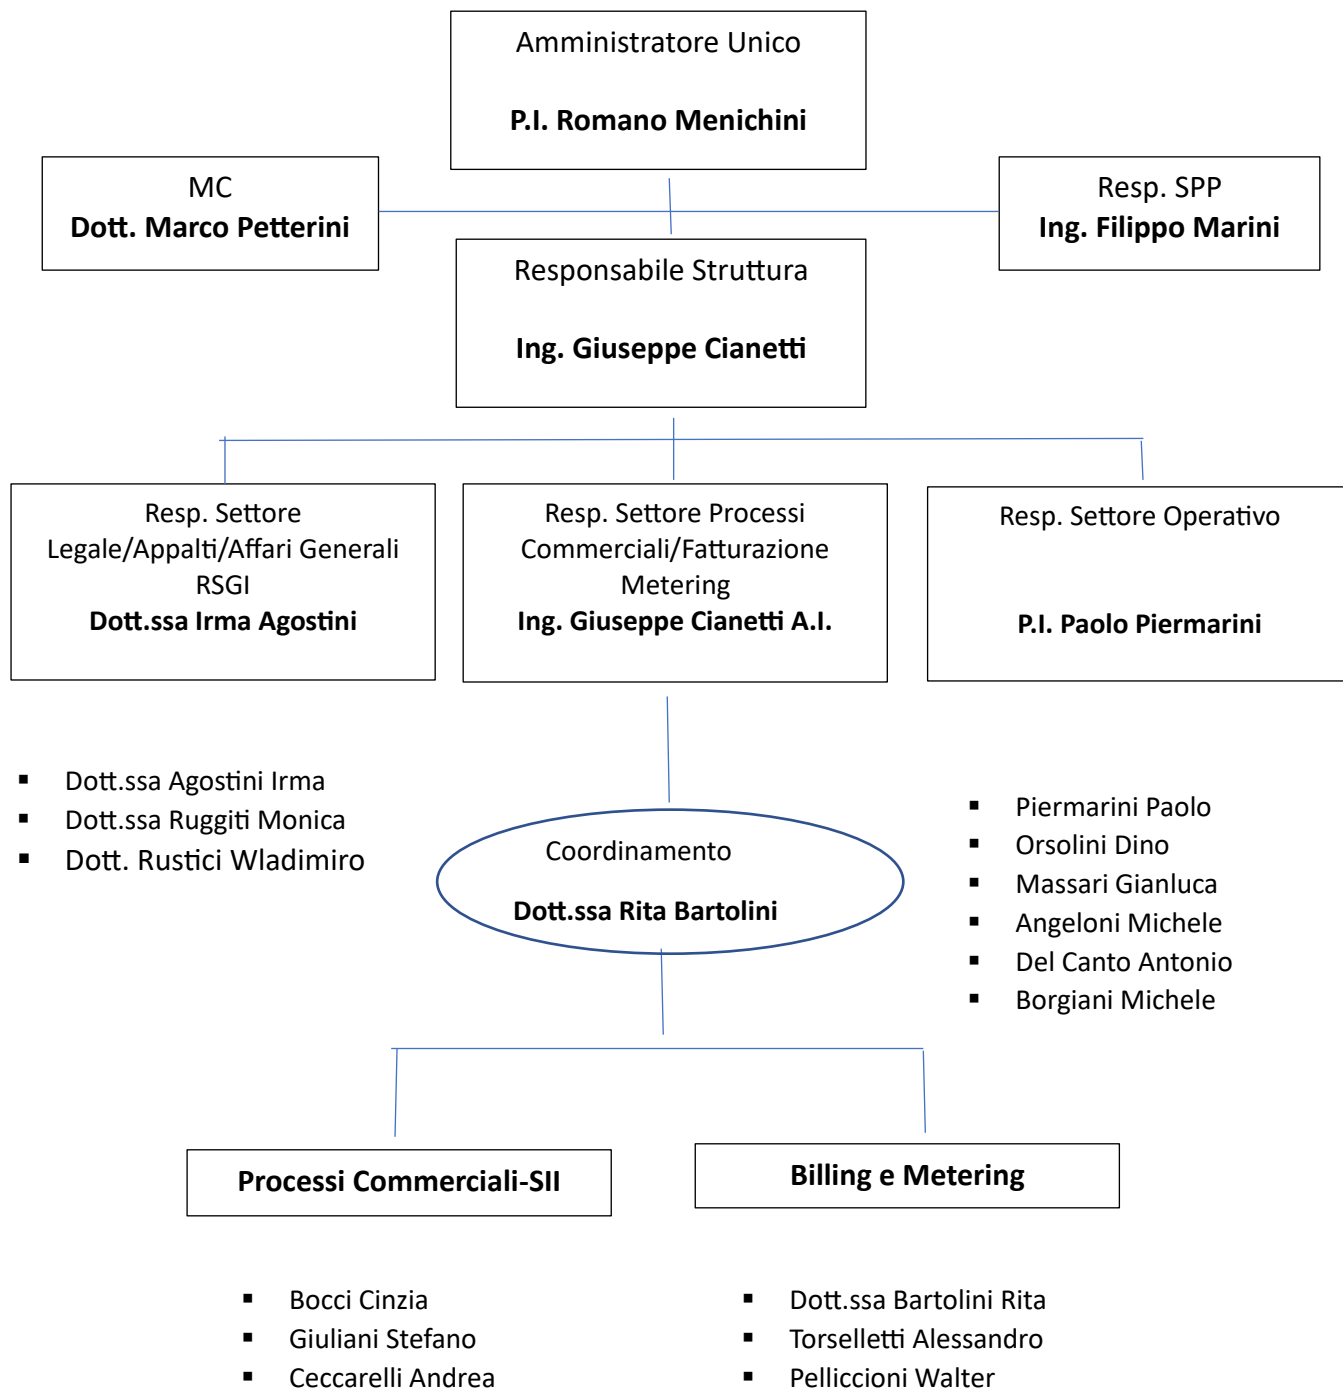 Amministratore Unico
P.I. Romano Menichini
MC
Dott. Marco Petterini
Resp. SPP
Ing. Filippo Marini
Responsabile Struttura
Ing. Giuseppe Cianetti
Resp. Settore
Legale/Appalti/Affari Generali
RSGI
Dott.ssa Irma Agostini
Resp. Settore Processi
Commerciali/Fatturazione
Metering
Ing. Giuseppe Cianetti A.I.
Resp. Settore Operativo
P.I. Paolo Piermarini
▪ Dott.ssa Agostini Irma
▪ Dott.ssa Ruggiti Monica
▪ Dott. Rustici Wladimiro
Coordinamento
Dott.ssa Rita Bartolini
▪ Piermarini Paolo
▪ Orsolini Dino
▪ Massari Gianluca
▪ Angeloni Michele
▪ Del Canto Antonio
▪ Borgiani Michele
Processi Commerciali-SII
▪ Bocci Cinzia
▪ Giuliani Stefano
▪ Ceccarelli Andrea
Billing e Metering
▪ Dott.ssa Bartolini Rita
▪ Torselletti Alessandro
▪ Pelliccioni Walter